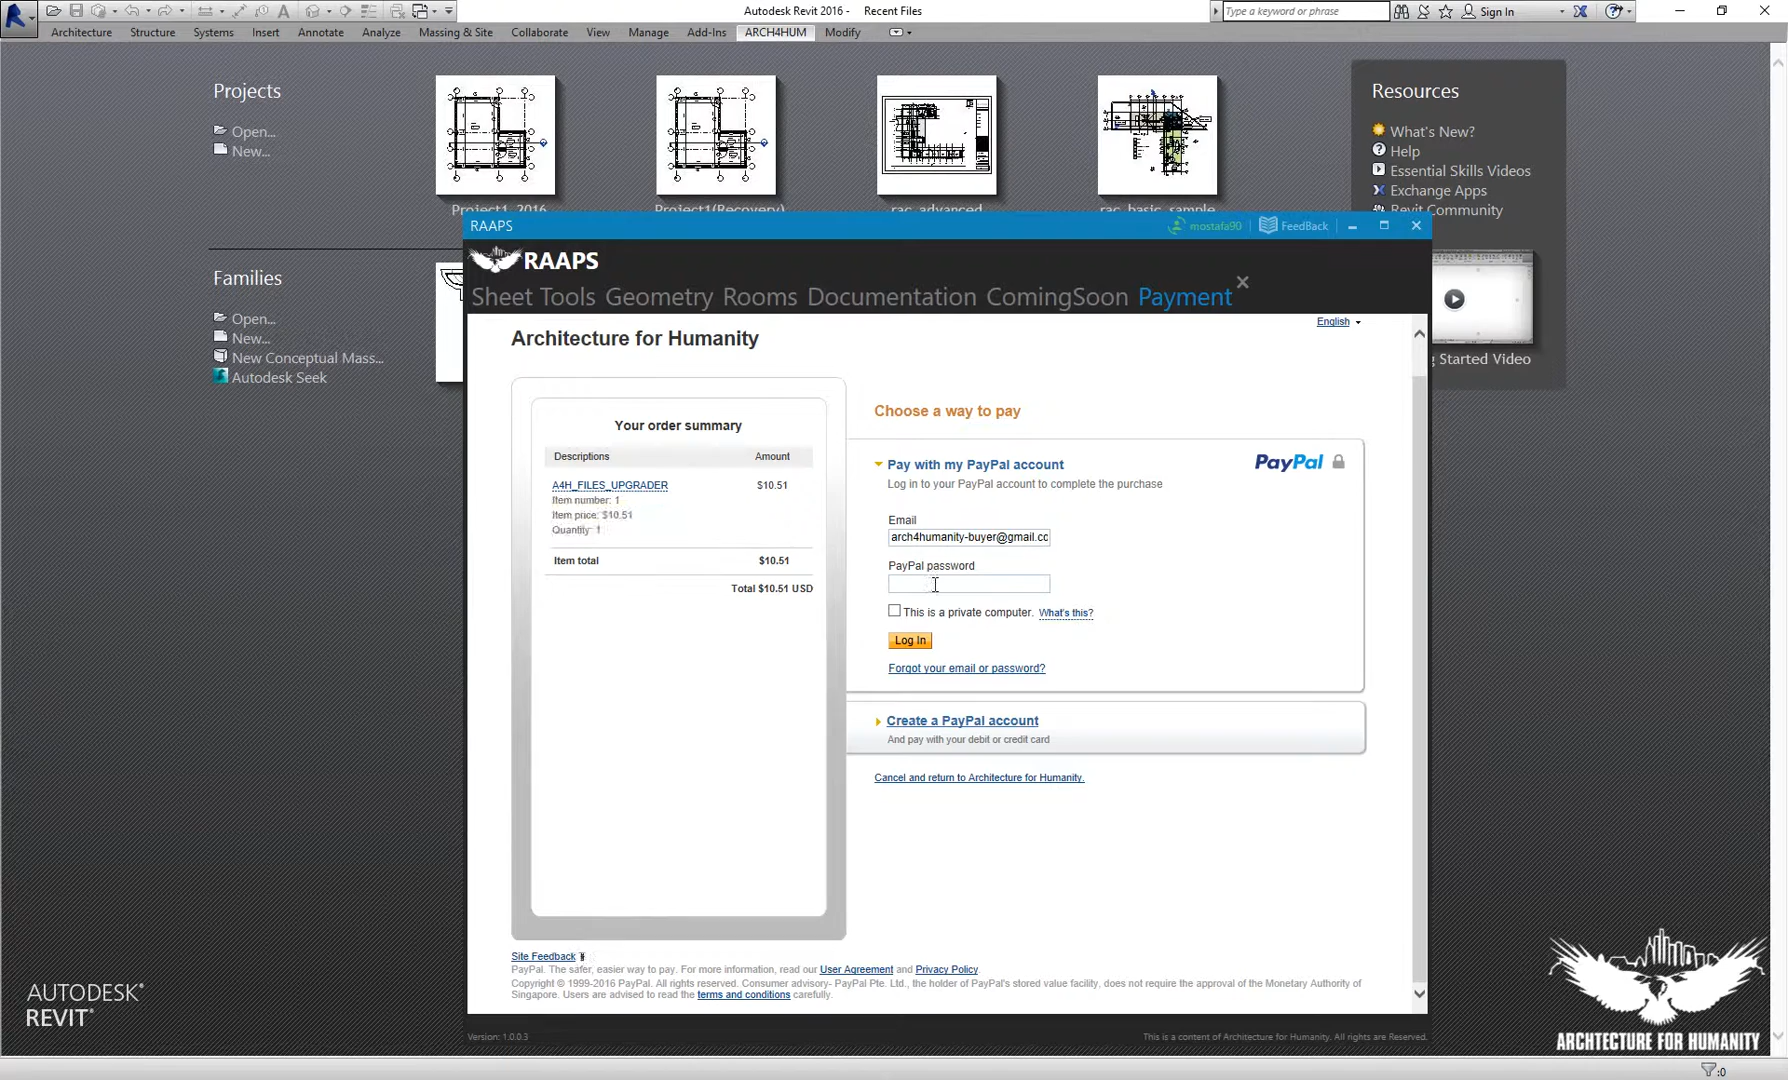 Autodesk Revit 2016 - Recent Files
Type a keyword or phrase
Sign In
Architecture Structure Systems Insert Annotate Analyze Massing & Site Collaborate View Manage Add-Ins ARCH4HUM Modify
Projects
Open...
New...
Project1_2016
Project1(Recovery)
rac_advanced
rac_basic_sample
Resources
What's New?
Help
Essential Skills Videos
Exchange Apps
Revit Community
Started Video
Families
Open...
New...
New Conceptual Mass...
Autodesk Seek
RAAPS
mostafa90
FeedBack
RAAPS
Sheet Tools Geometry Rooms Documentation ComingSoon Payment
English
Architecture for Humanity
Your order summary
Descriptions Amount
A4H_FILES_UPGRADER $10.51
Item number: 1
Item price: $10.51
Quantity: 1
Item total $10.51
Total $10.51 USD
Choose a way to pay
Pay with my PayPal account
PayPal
Log in to your PayPal account to complete the purchase
Email
arch4humanity-buyer@gmail.cc
PayPal password
This is a private computer. What's this?
Log In
Forgot your email or password?
Create a PayPal account
And pay with your debit or credit card
Cancel and return to Architecture for Humanity.
Site Feedback
PayPal. The safer, easier way to pay. For more information, read our User Agreement and Privacy Policy.
Copyright © 1999-2016 PayPal. All rights reserved. Consumer advisory- PayPal Pte. Ltd., the holder of PayPal's stored value facility, does not require the approval of the Monetary Authority of
Singapore. Users are advised to read the terms and conditions carefully.
Version: 1.0.0.3
This is a content of Architecture for Humanity. All rights are Reserved.
AUTODESK®
REVIT®
ARCHTECTURE FOR HUMANITY
:0